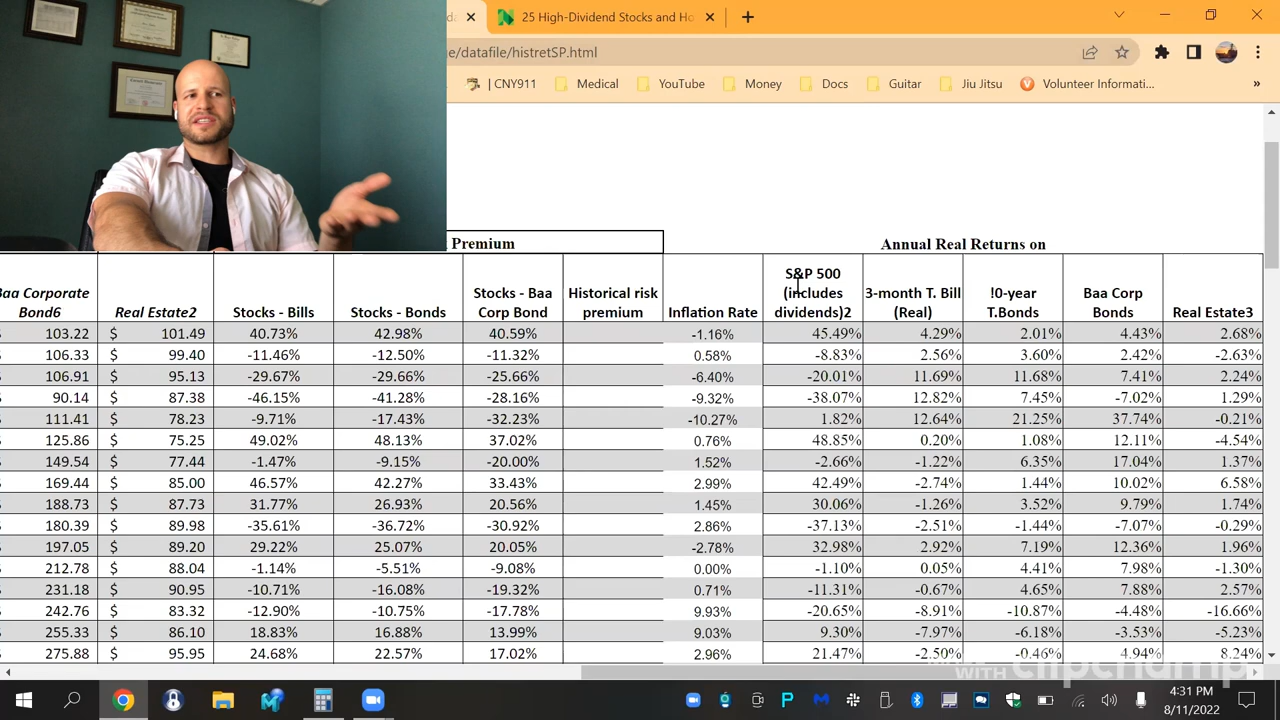 25 High-Dividend Stocks and Ho
e/datafile/histretSP.html
| CNY911 Medical YouTube Money Docs Guitar Jiu Jitsu Volunteer Informati... »
Premium Annual Real Returns on
Baa Corporate Bond6 Real Estate2 Stocks - Bills Stocks - Bonds Stocks - Baa Corp Bond Historical risk premium Inflation Rate S&P 500 (includes dividends)2 3-month T. Bill (Real) !0-year T.Bonds Baa Corp Bonds Real Estate3
103.22 $ 101.49 40.73% 42.98% 40.59% -1.16% 45.49% 4.29% 2.01% 4.43% 2.68%
106.33 $ 99.40 -11.46% -12.50% -11.32% 0.58% -8.83% 2.56% 3.60% 2.42% -2.63%
106.91 $ 95.13 -29.67% -29.66% -25.66% -6.40% -20.01% 11.69% 11.68% 7.41% 2.24%
90.14 $ 87.38 -46.15% -41.28% -28.16% -9.32% -38.07% 12.82% 7.45% -7.02% 1.29%
111.41 $ 78.23 -9.71% -17.43% -32.23% -10.27% 1.82% 12.64% 21.25% 37.74% -0.21%
125.86 $ 75.25 49.02% 48.13% 37.02% 0.76% 48.85% 0.20% 1.08% 12.11% -4.54%
149.54 $ 77.44 -1.47% -9.15% -20.00% 1.52% -2.66% -1.22% 6.35% 17.04% 1.37%
169.44 $ 85.00 46.57% 42.27% 33.43% 2.99% 42.49% -2.74% 1.44% 10.02% 6.58%
188.73 $ 87.73 31.77% 26.93% 20.56% 1.45% 30.06% -1.26% 3.52% 9.79% 1.74%
180.39 $ 89.98 -35.61% -36.72% -30.92% 2.86% -37.13% -2.51% -1.44% -7.07% -0.29%
197.05 $ 89.20 29.22% 25.07% 20.05% -2.78% 32.98% 2.92% 7.19% 12.36% 1.96%
212.78 $ 88.04 -1.14% -5.51% -9.08% 0.00% -1.10% 0.05% 4.41% 7.98% -1.30%
231.18 $ 90.95 -10.71% -16.08% -19.32% 0.71% -11.31% -0.67% 4.65% 7.88% 2.57%
242.76 $ 83.32 -12.90% -10.75% -17.78% 9.93% -20.65% -8.91% -10.87% -4.48% -16.66%
255.33 $ 86.10 18.83% 16.88% 13.99% 9.03% 9.30% -7.97% -6.18% -3.53% -5.23%
275.88 $ 95.95 24.68% 22.57% 17.02% 2.96% 21.47% -2.50% -0.46% 4.94% 8.24%
WITH clipchamp
4:31 PM
8/11/2022